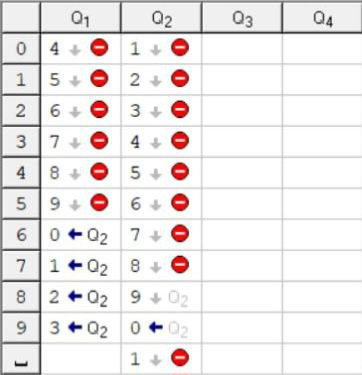 Q1 Q2 Q3 Q4
0 4 ↓ ⛔ 1 ↓ ⛔
1 5 ↓ ⛔ 2 ↓ ⛔
2 6 ↓ ⛔ 3 ↓ ⛔
3 7 ↓ ⛔ 4 ↓ ⛔
4 8 ↓ ⛔ 5 ↓ ⛔
5 9 ↓ ⛔ 6 ↓ ⛔
6 0 ← Q2 7 ↓ ⛔
7 1 ← Q2 8 ↓ ⛔
8 2 ← Q2 9 ↓ Q2
9 3 ← Q2 0 ← Q2
␣ 1 ↓ ⛔